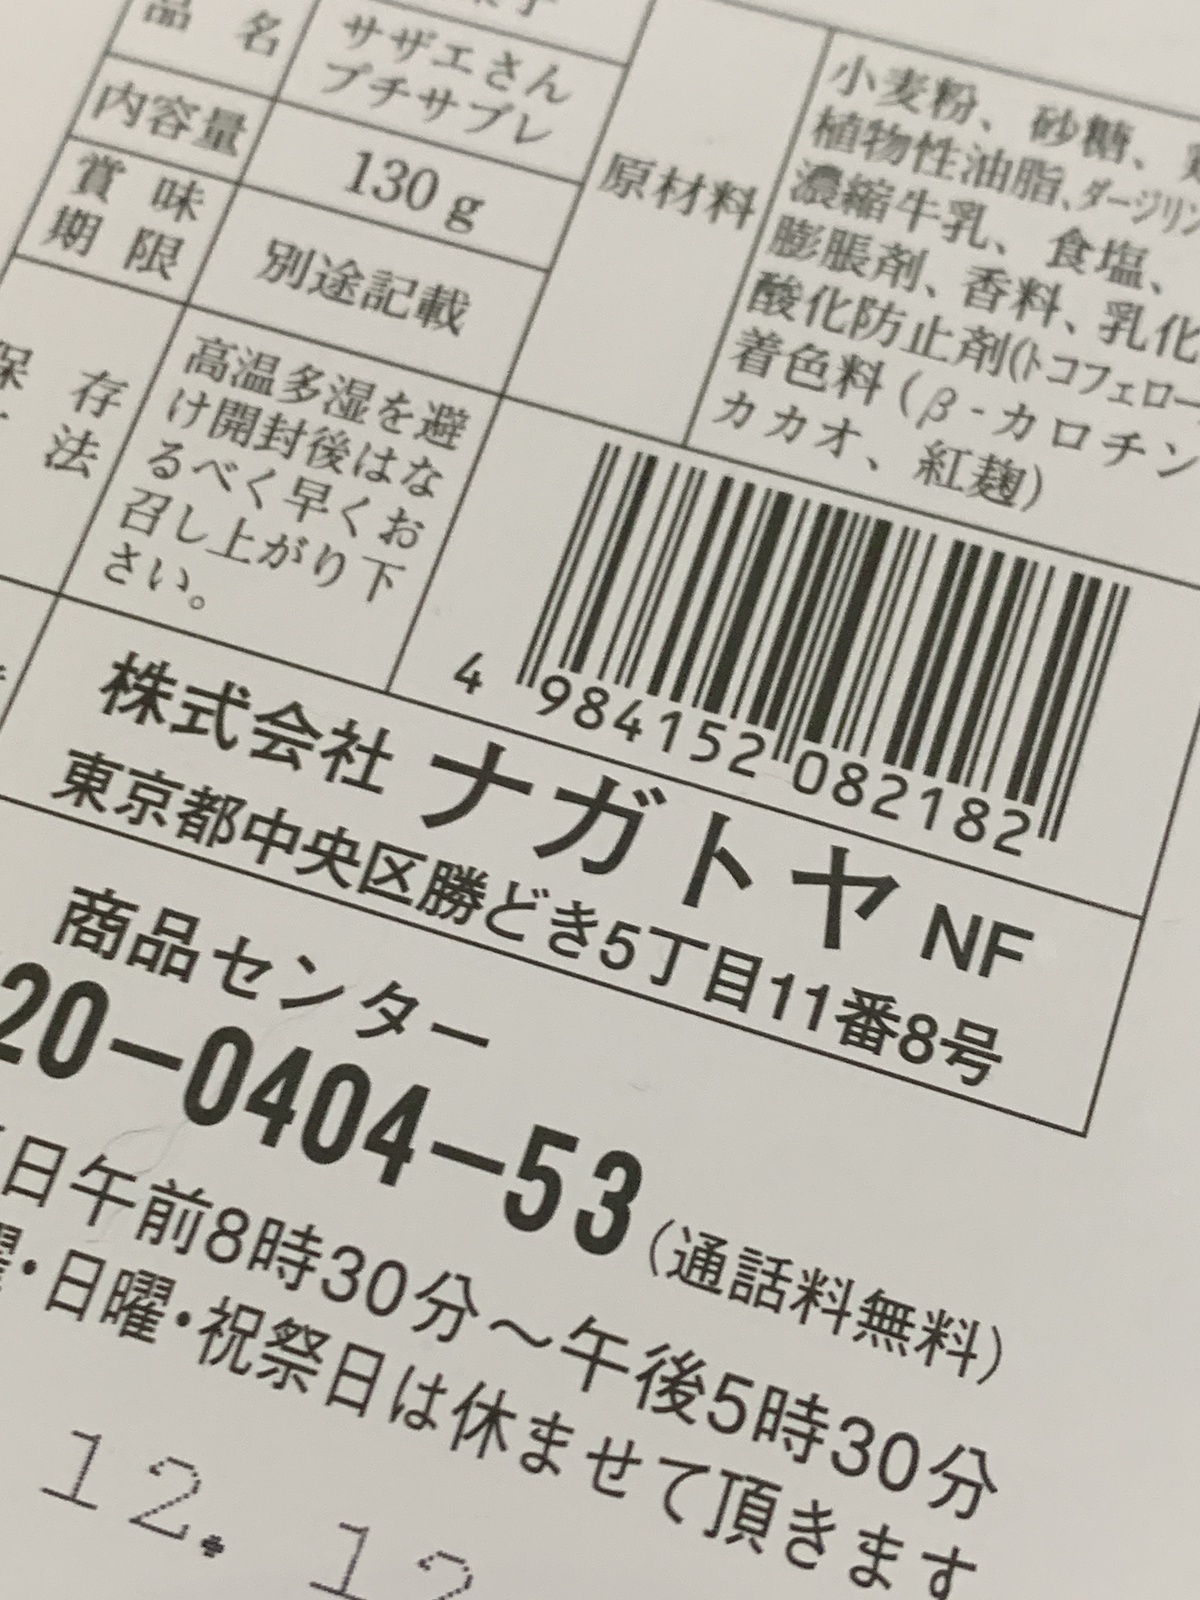 品名
サザエさん
プチサブレ
内容量
130g
賞味
期限
別途記載
保存
法
高温多湿を避
け開封後はな
るべく早くお
召し上がり下
さい。
原材料
小麦粉、砂糖、
植物性油脂、ダージリン
濃縮牛乳、食塩、
膨脹剤、香料、乳化
酸化防止剤(トコフェロー
着色料(β-カロチン
カカオ、紅麹)
4 984152 082182
株式会社 ナガトヤ NF
東京都中央区勝どき5丁目11番8号
商品センター
20-0404-53(通話料無料)
日午前8時30分〜午後5時30分
曜・日曜・祝祭日は休ませて頂きます
12. 12